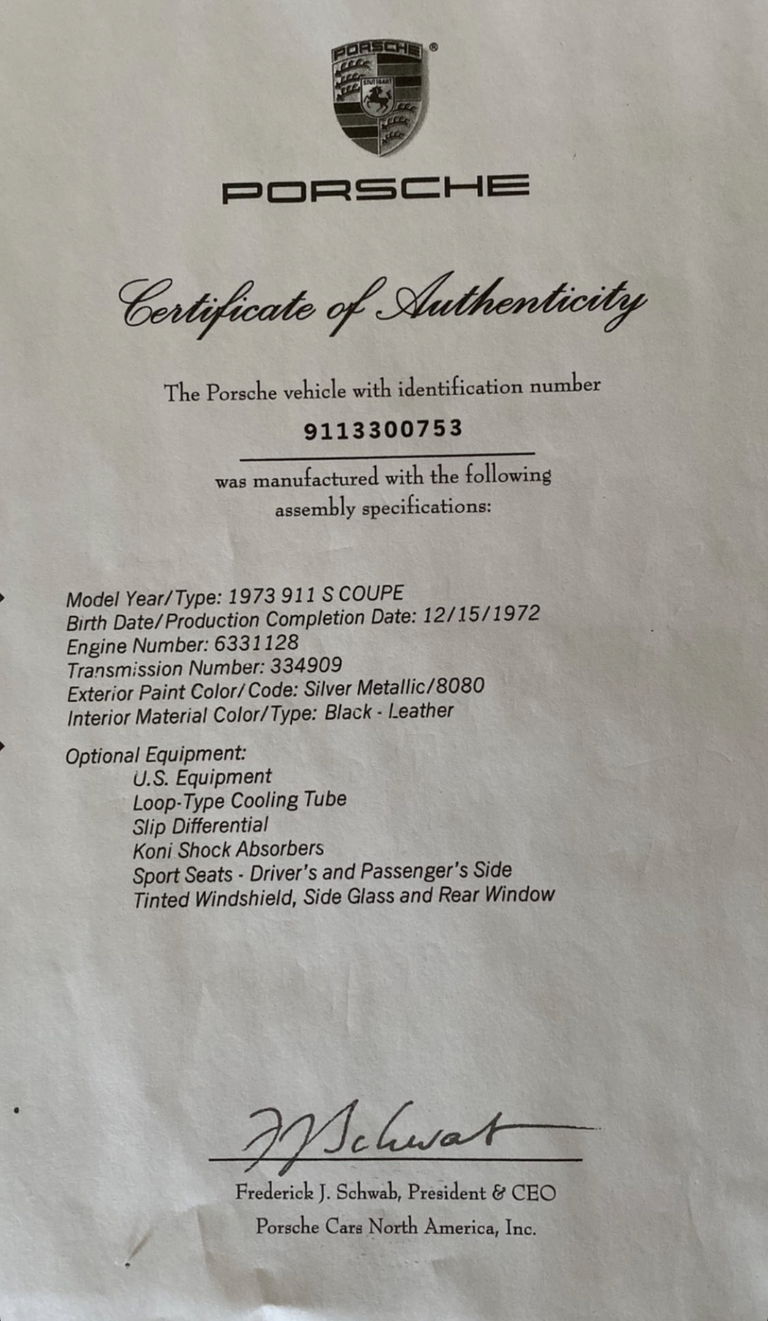 PORSCHE ®
STUTTGART
PORSCHE
Certificate of Authenticity
The Porsche vehicle with identification number
9113300753
was manufactured with the following
assembly specifications:
Model Year/Type: 1973 911 S COUPE
Birth Date/Production Completion Date: 12/15/1972
Engine Number: 6331128
Transmission Number: 334909
Exterior Paint Color/Code: Silver Metallic/8080
Interior Material Color/Type: Black - Leather
Optional Equipment:
U.S. Equipment
Loop-Type Cooling Tube
Slip Differential
Koni Shock Absorbers
Sport Seats - Driver's and Passenger's Side
Tinted Windshield, Side Glass and Rear Window
FJSchwab
Frederick J. Schwab, President & CEO
Porsche Cars North America, Inc.